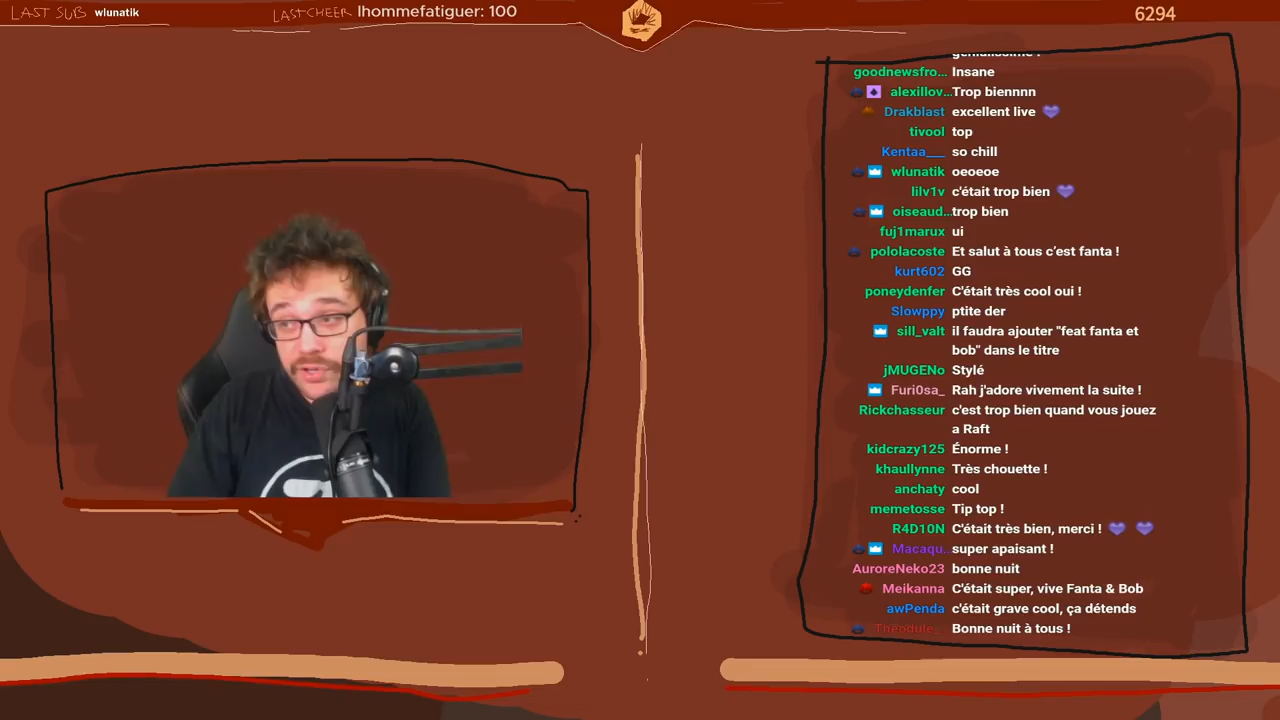 LAST SUB wlunatik
LAST CHEER lhommefatiguer: 100
6294
génialissime !
goodnewsfro... Insane
alexillov... Trop biennnn
Drakblast excellent live
tivool top
Kentaa___ so chill
wlunatik oeoeoe
lilv1v c'était trop bien
oiseaud... trop bien
fuj1marux ui
pololacoste Et salut à tous c'est fanta !
kurt602 GG
poneydenfer C'était très cool oui !
Slowppy ptite der
sill_valt il faudra ajouter "feat fanta et
bob" dans le titre
jMUGENo Stylé
Furi0sa_ Rah j'adore vivement la suite !
Rickchasseur c'est trop bien quand vous jouez
a Raft
kidcrazy125 Énorme !
khaullynne Très chouette !
anchaty cool
memetosse Tip top !
R4D10N C'était très bien, merci !
Macaqu... super apaisant !
AuroreNeko23 bonne nuit
Meikanna C'était super, vive Fanta & Bob
awPenda c'était grave cool, ça détends
Théodule_ Bonne nuit à tous !